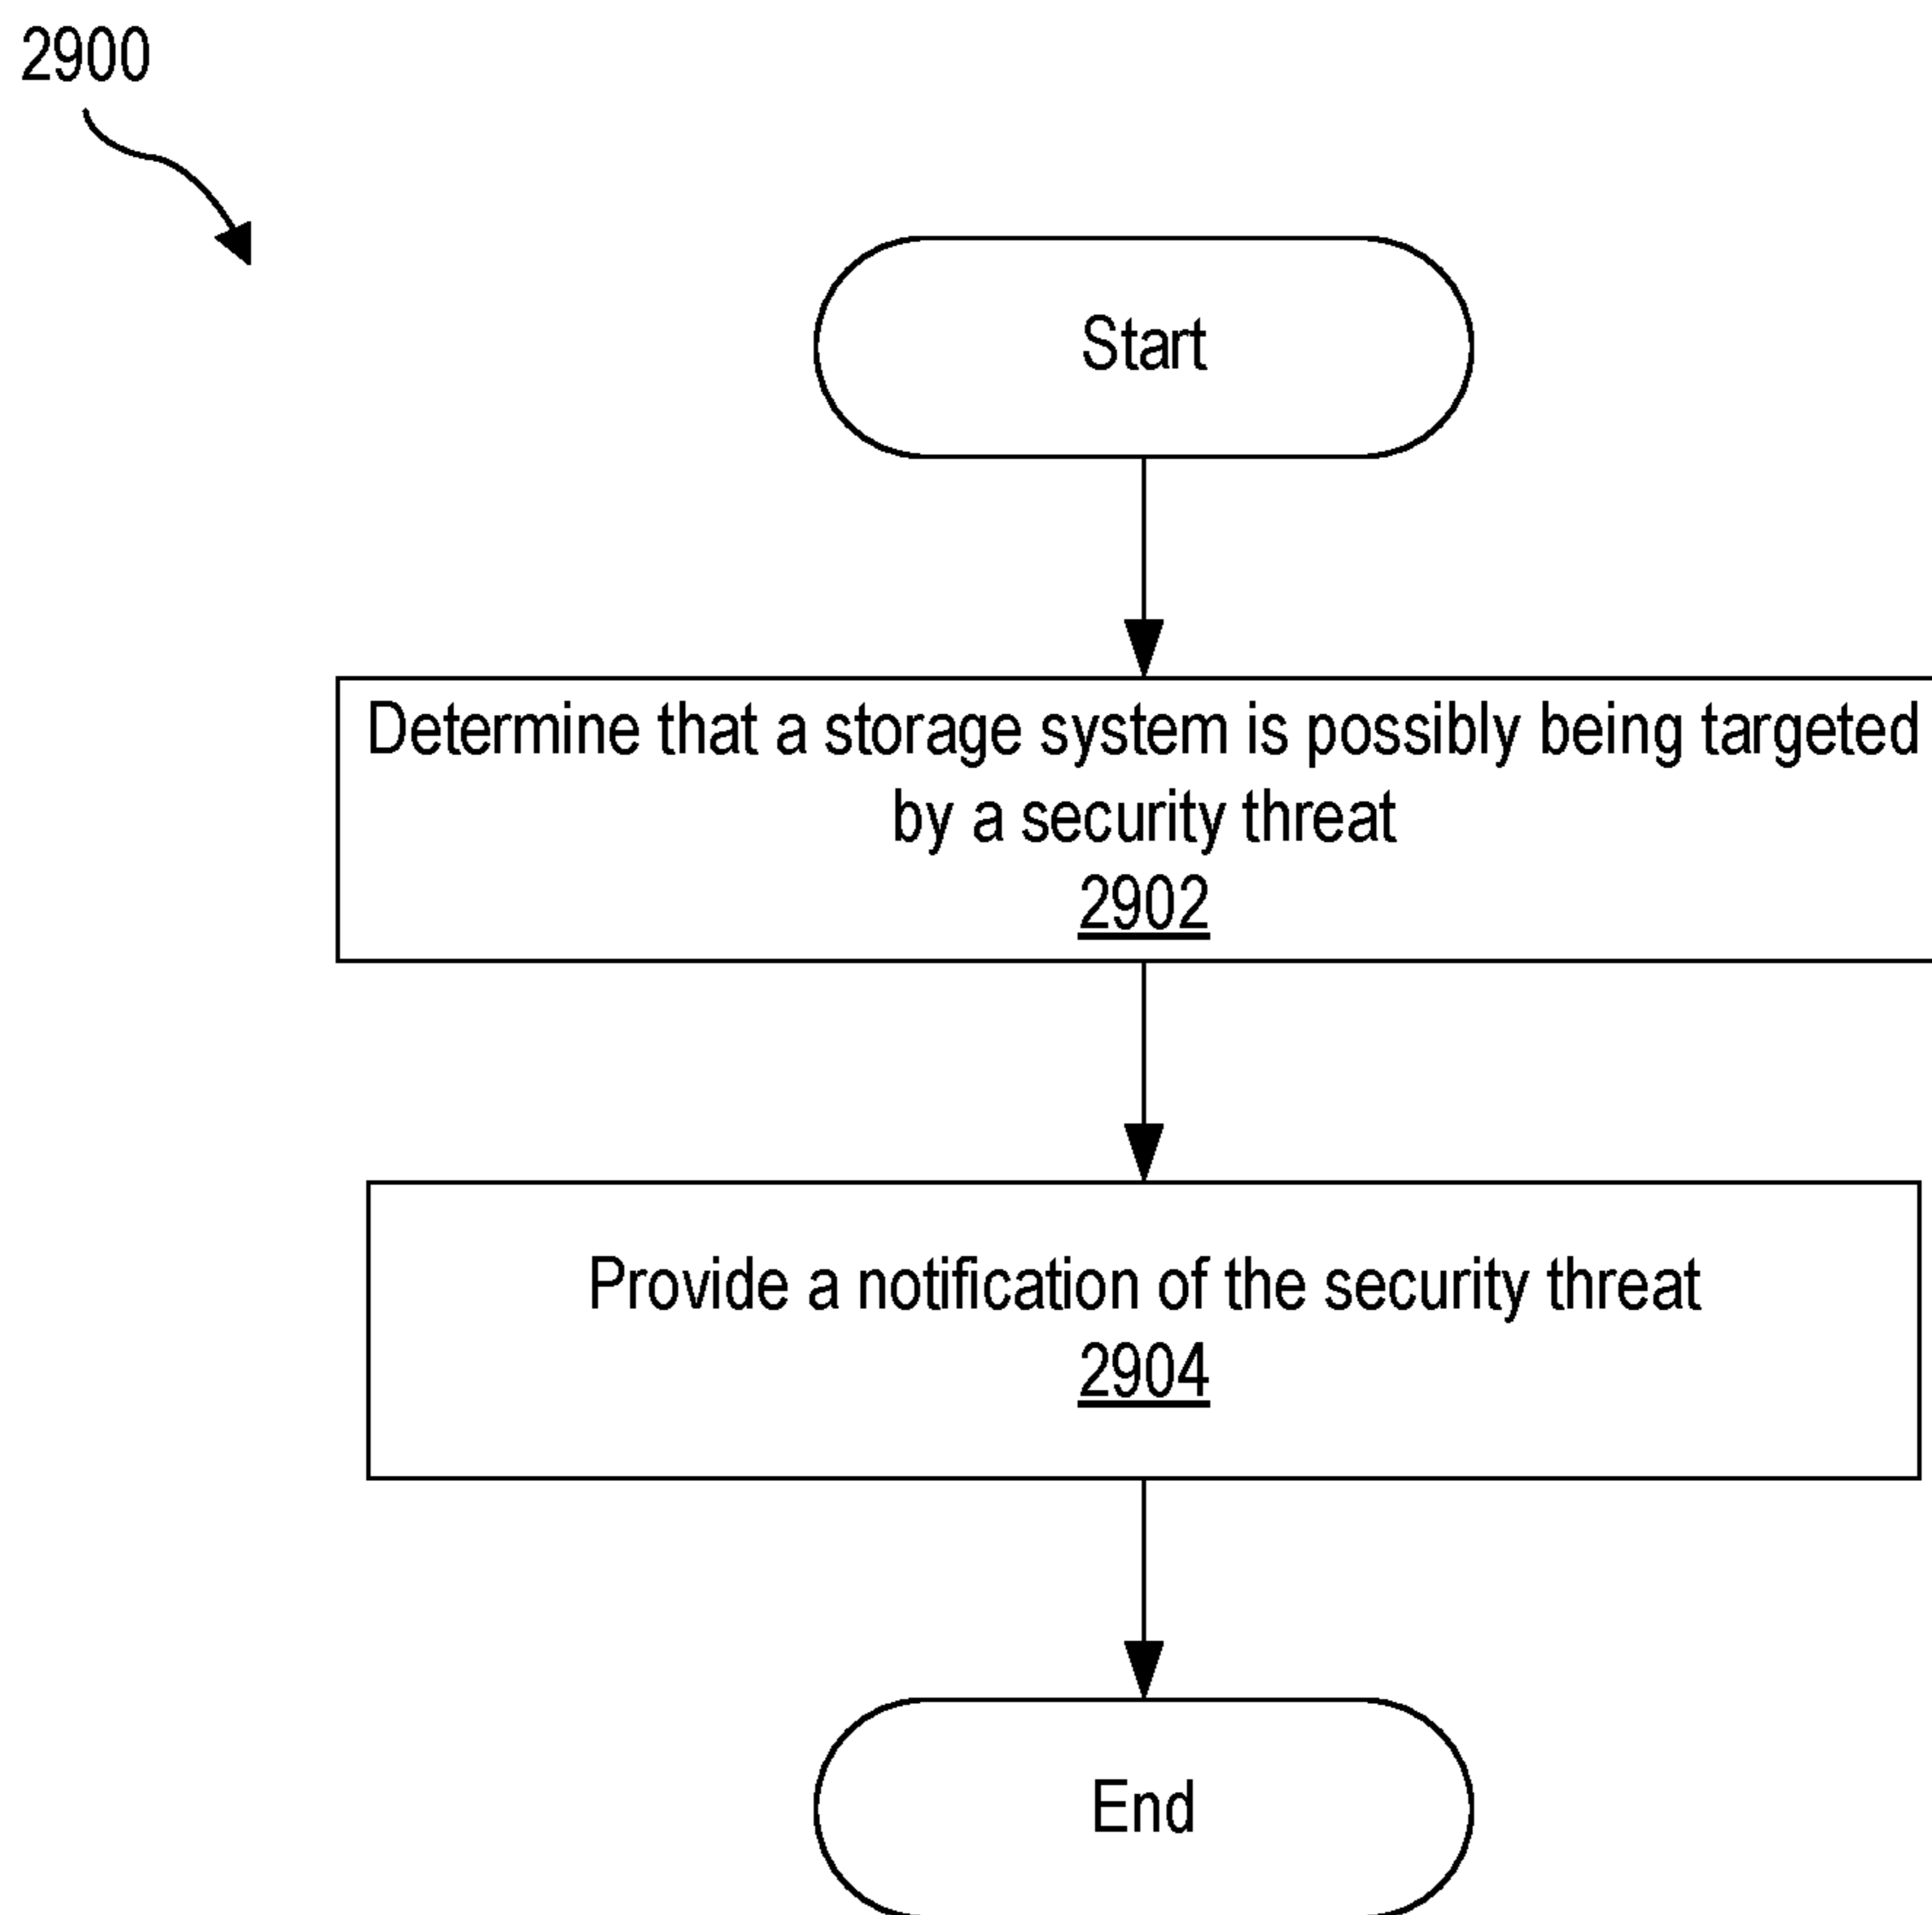 2900
Start
Determine that a storage system is possibly being targeted
by a security threat
2902
Provide a notification of the security threat
2904
End